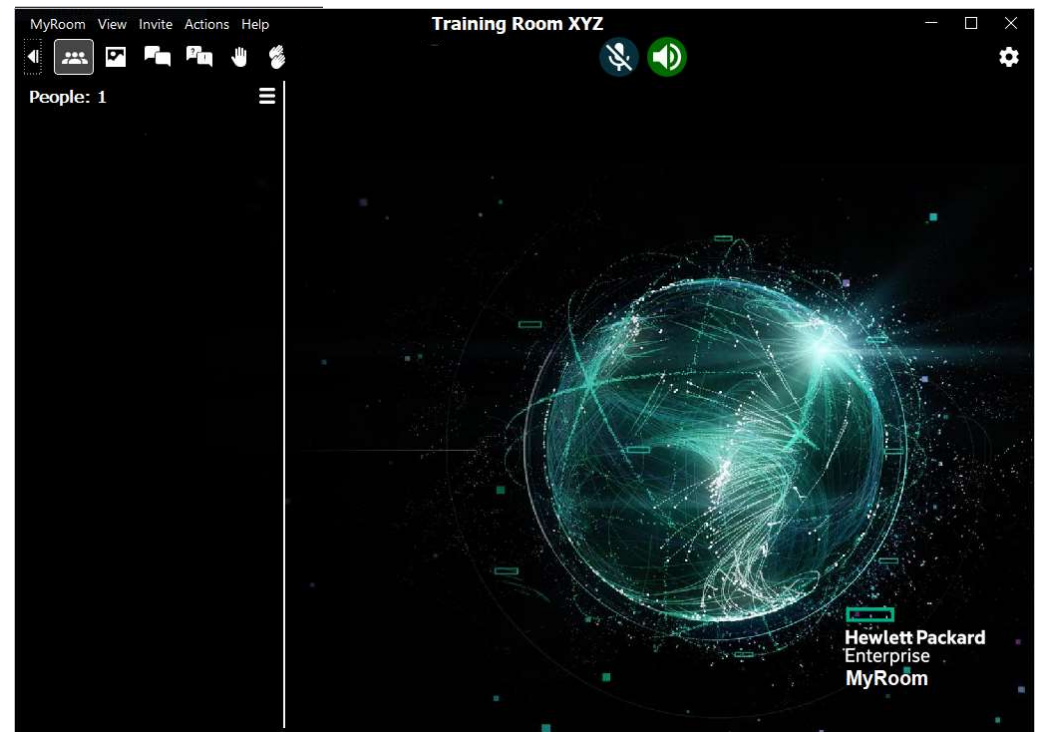 MyRoom View Invite Actions Help
Training Room XYZ
People: 1
Hewlett Packard
Enterprise
MyRoom